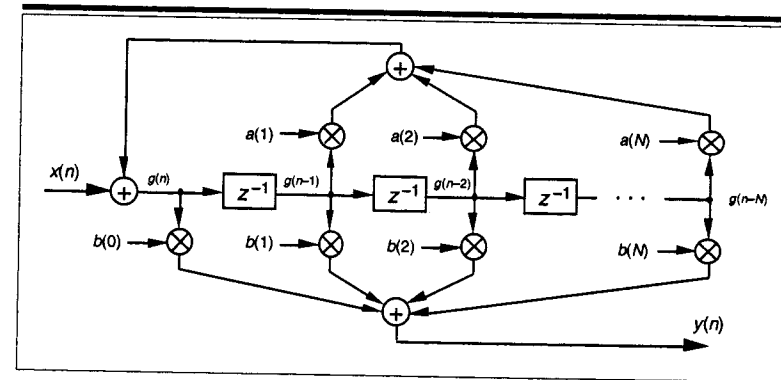 a(1)
a(2)
a(N)
x(n)
g(n)
z⁻¹
g(n–1)
z⁻¹
g(n–2)
z⁻¹
· · ·
g(n–N)
b(0)
b(1)
b(2)
b(N)
y(n)